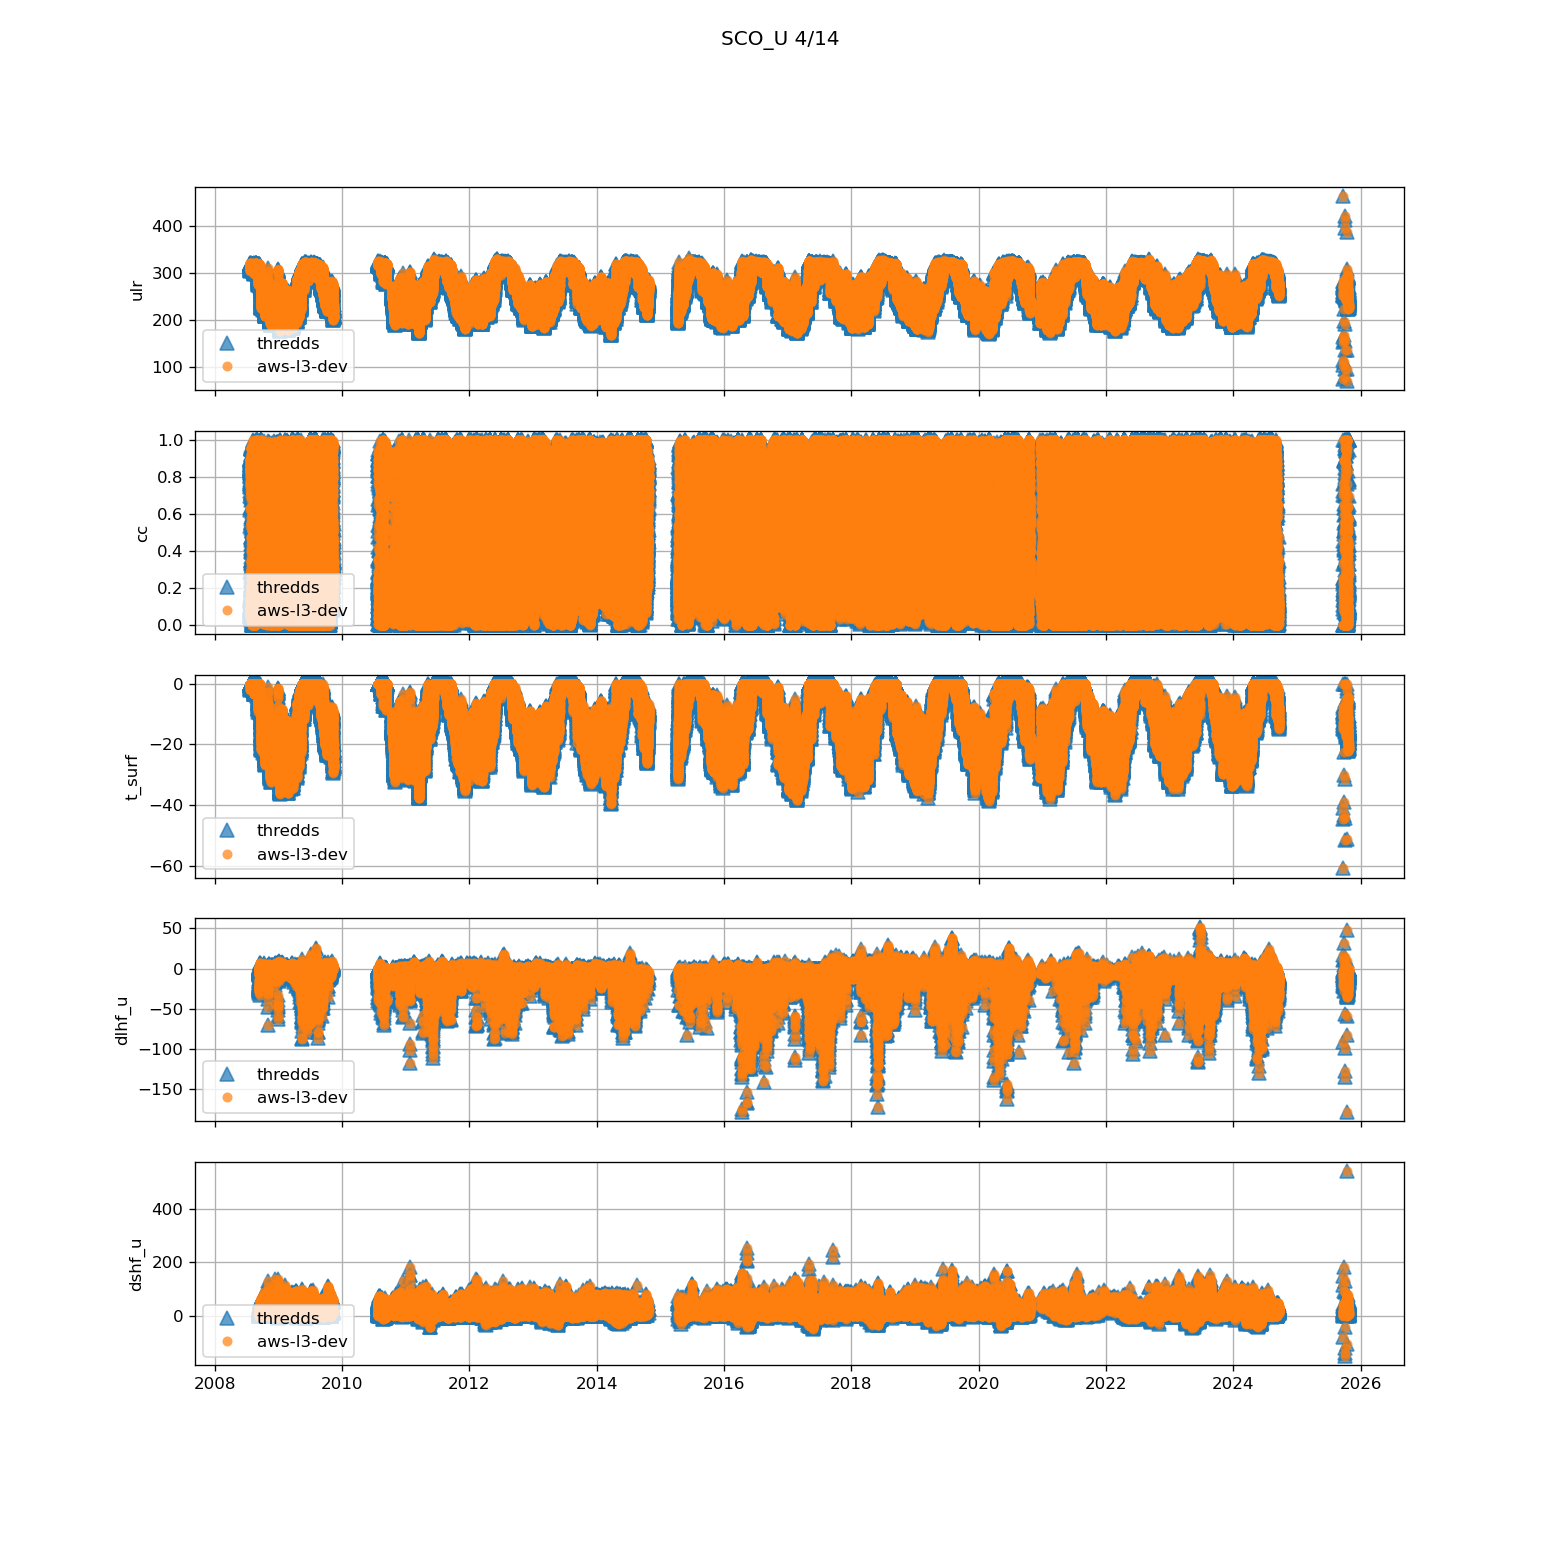 SCO_U 4/14
400
300
200
100
ulr
thredds
aws-l3-dev
1.0
0.8
0.6
0.4
0.2
0.0
cc
thredds
aws-l3-dev
0
−20
−40
−60
t_surf
thredds
aws-l3-dev
50
0
−50
−100
−150
dlhf_u
thredds
aws-l3-dev
400
200
0
dshf_u
thredds
aws-l3-dev
2008 2010 2012 2014 2016 2018 2020 2022 2024 2026